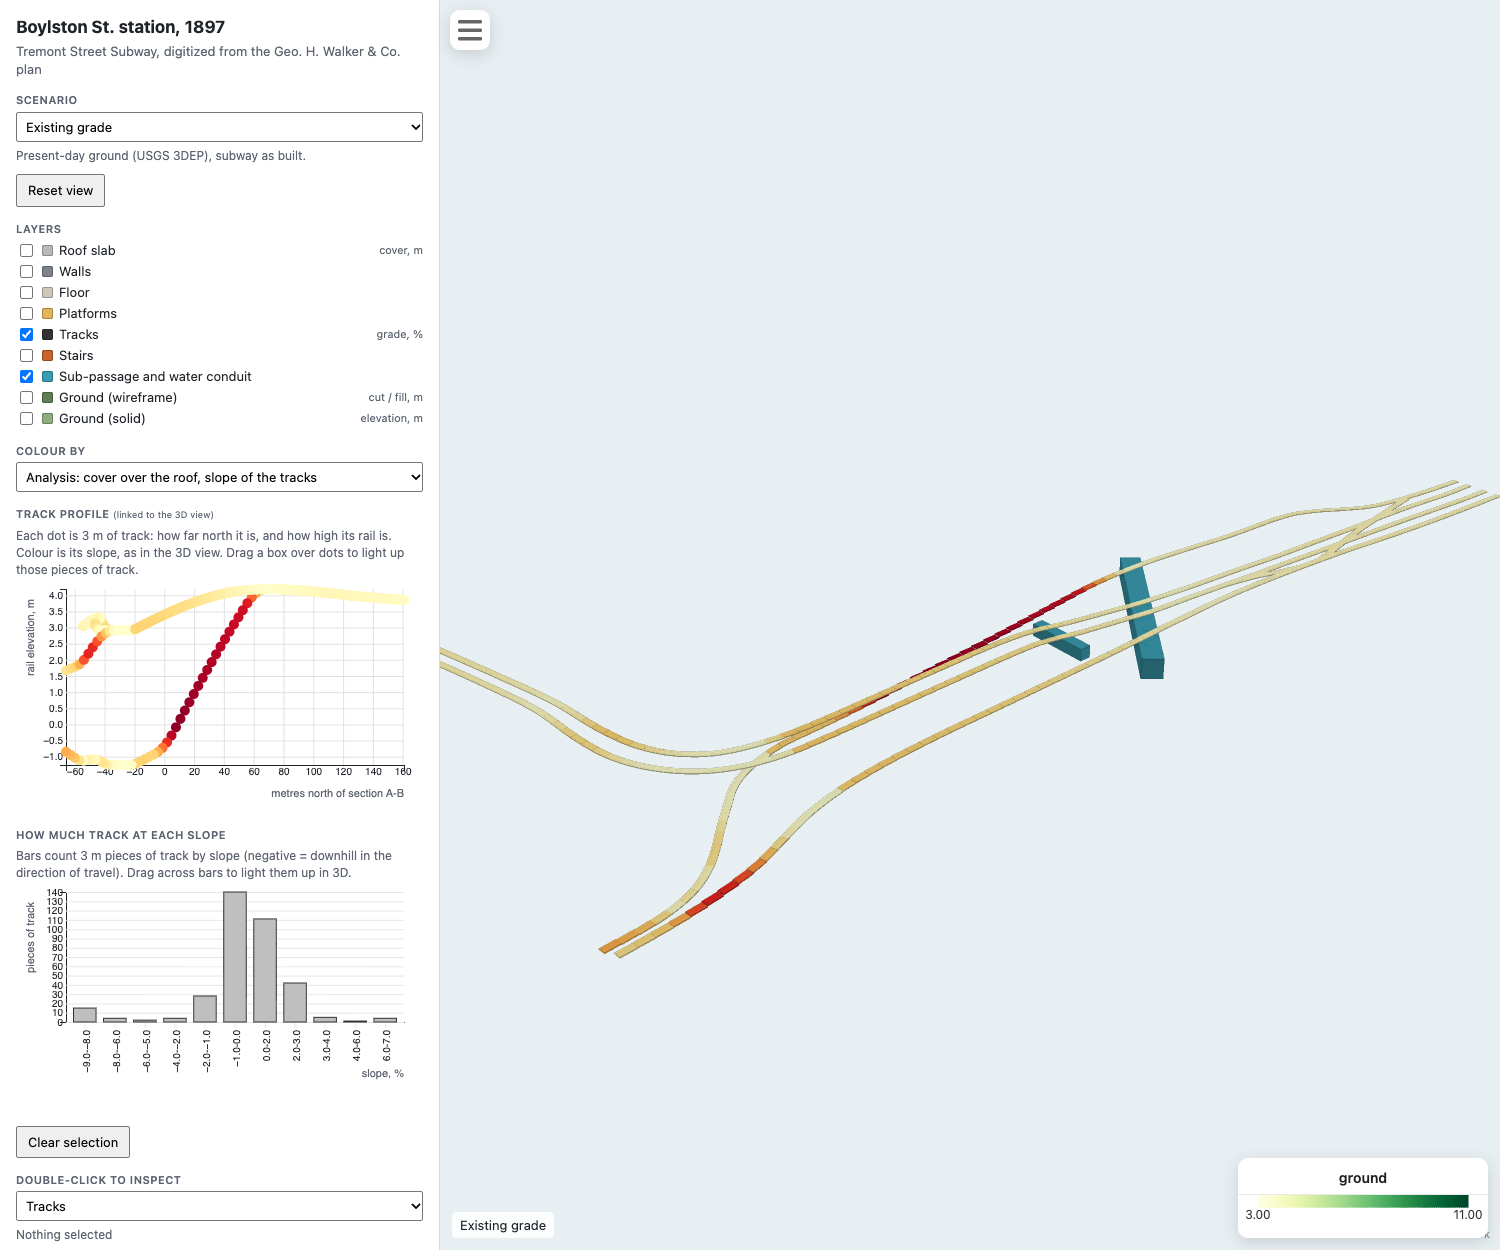 Boylston St. station, 1897
Tremont Street Subway, digitized from the Geo. H. Walker & Co.
plan
SCENARIO
Existing grade
Present-day ground (USGS 3DEP), subway as built.
Reset view
LAYERS
Roof slab cover, m
Walls
Floor
Platforms
Tracks grade, %
Stairs
Sub-passage and water conduit
Ground (wireframe) cut / fill, m
Ground (solid) elevation, m
COLOUR BY
Analysis: cover over the roof, slope of the tracks
TRACK PROFILE (linked to the 3D view)
Each dot is 3 m of track: how far north it is, and how high its rail is.
Colour is its slope, as in the 3D view. Drag a box over dots to light up
those pieces of track.
rail elevation, m
4.0
3.5
3.0
2.5
2.0
1.5
1.0
0.5
0.0
−0.5
−1.0
−60 −40 −20 0 20 40 60 80 100 120 140 160
metres north of section A-B
HOW MUCH TRACK AT EACH SLOPE
Bars count 3 m pieces of track by slope (negative = downhill in the
direction of travel). Drag across bars to light them up in 3D.
pieces of track
140
130
120
110
100
90
80
70
60
50
40
30
20
10
0
−9.0–−8.0 −8.0–−6.0 −6.0–−5.0 −4.0–−2.0 −2.0–−1.0 −1.0-0.0 0.0-2.0 2.0-3.0 3.0-4.0 4.0-6.0 6.0-7.0
slope, %
Clear selection
DOUBLE-CLICK TO INSPECT
Tracks
Nothing selected
Existing grade
ground
3.00 11.00